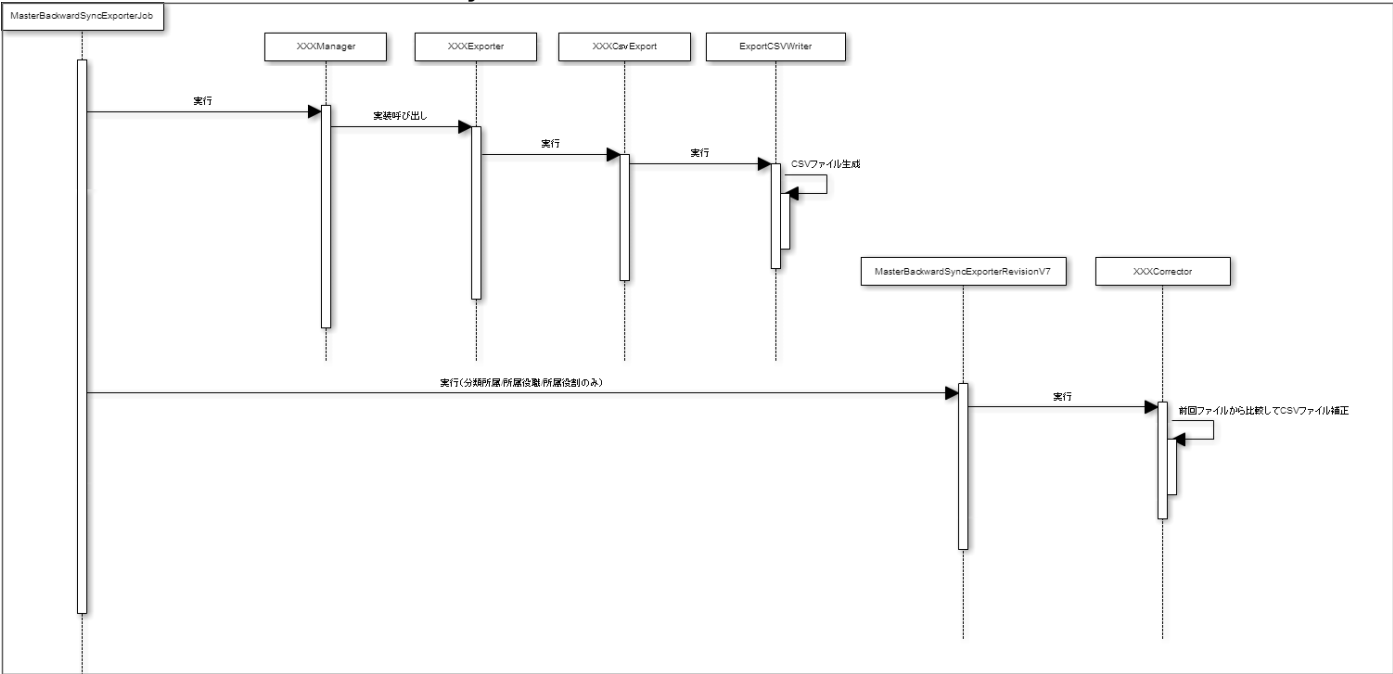 MasterBackwardSyncExporterJob
XXXManager
XXXExporter
XXXCsvExport
ExportCSVWriter
実行
実装呼び出し
実行
実行
CSVファイル生成
MasterBackwardSyncExporterRevisionV7
XXXCorrector
実行(分類所属/所属役職/所属役割のみ)
実行
前回ファイルから比較してCSVファイル補正